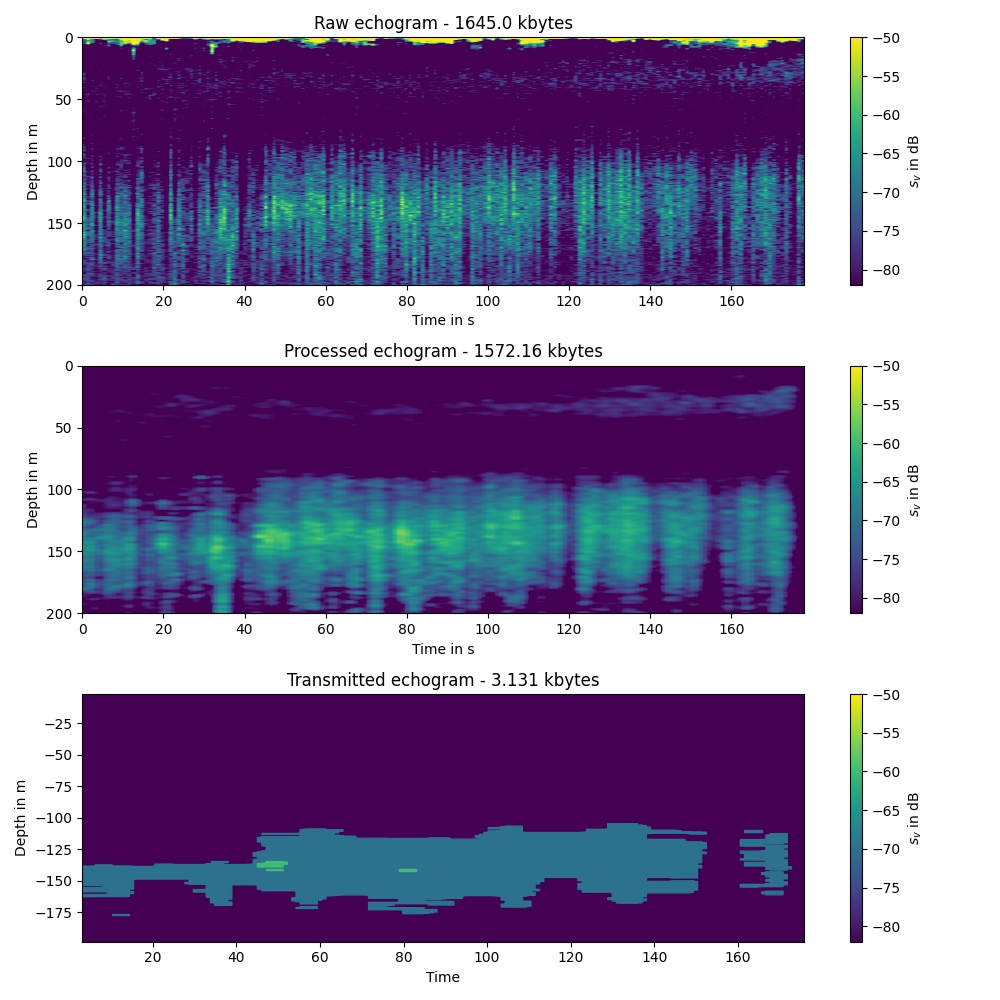 Raw echogram - 1645.0 kbytes
0
50
100
150
200
Depth in m
0 20 40 60 80 100 120 140 160
Time in s
−50
−55
−60
−65
−70
−75
−80
sv in dB
Processed echogram - 1572.16 kbytes
0
50
100
150
200
Depth in m
0 20 40 60 80 100 120 140 160
Time in s
−50
−55
−60
−65
−70
−75
−80
sv in dB
Transmitted echogram - 3.131 kbytes
−25
−50
−75
−100
−125
−150
−175
Depth in m
20 40 60 80 100 120 140 160
Time
−50
−55
−60
−65
−70
−75
−80
sv in dB